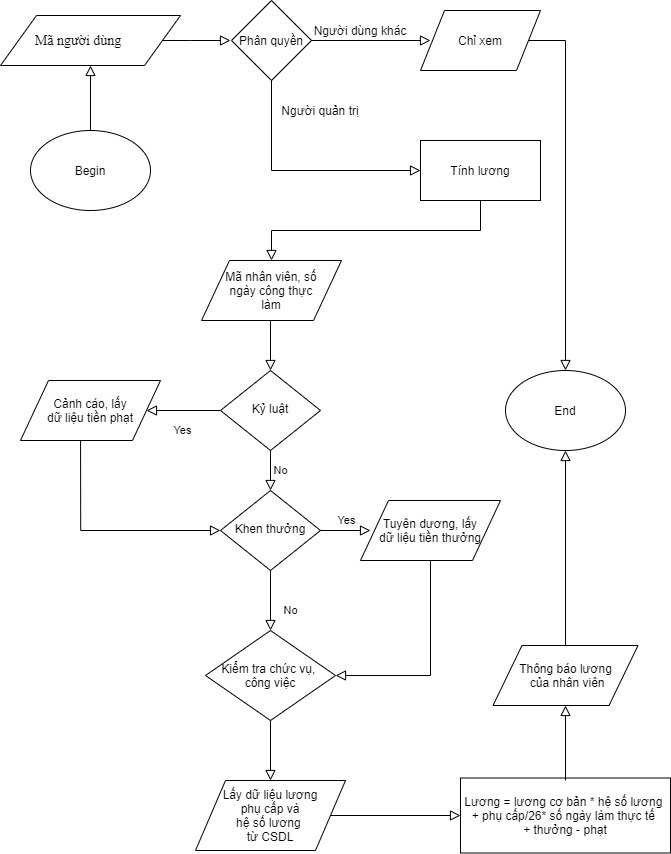 Mã người dùng
Phân quyền
Người dùng khác
Chỉ xem
Người quản trị
Begin
Tính lương
Mã nhân viên, số
ngày công thực
làm
Cảnh cáo, lấy
dữ liệu tiền phạt
Kỷ luật
End
Yes
No
Khen thưởng
Yes
Tuyên dương, lấy
dữ liệu tiền thưởng
No
Kiểm tra chức vụ,
công việc
Thông báo lương
của nhân viên
Lấy dữ liệu lương
phụ cấp và
hệ số lương
từ CSDL
Lương = lương cơ bản * hệ số lương
+ phụ cấp/26* số ngày làm thực tế
+ thưởng - phạt